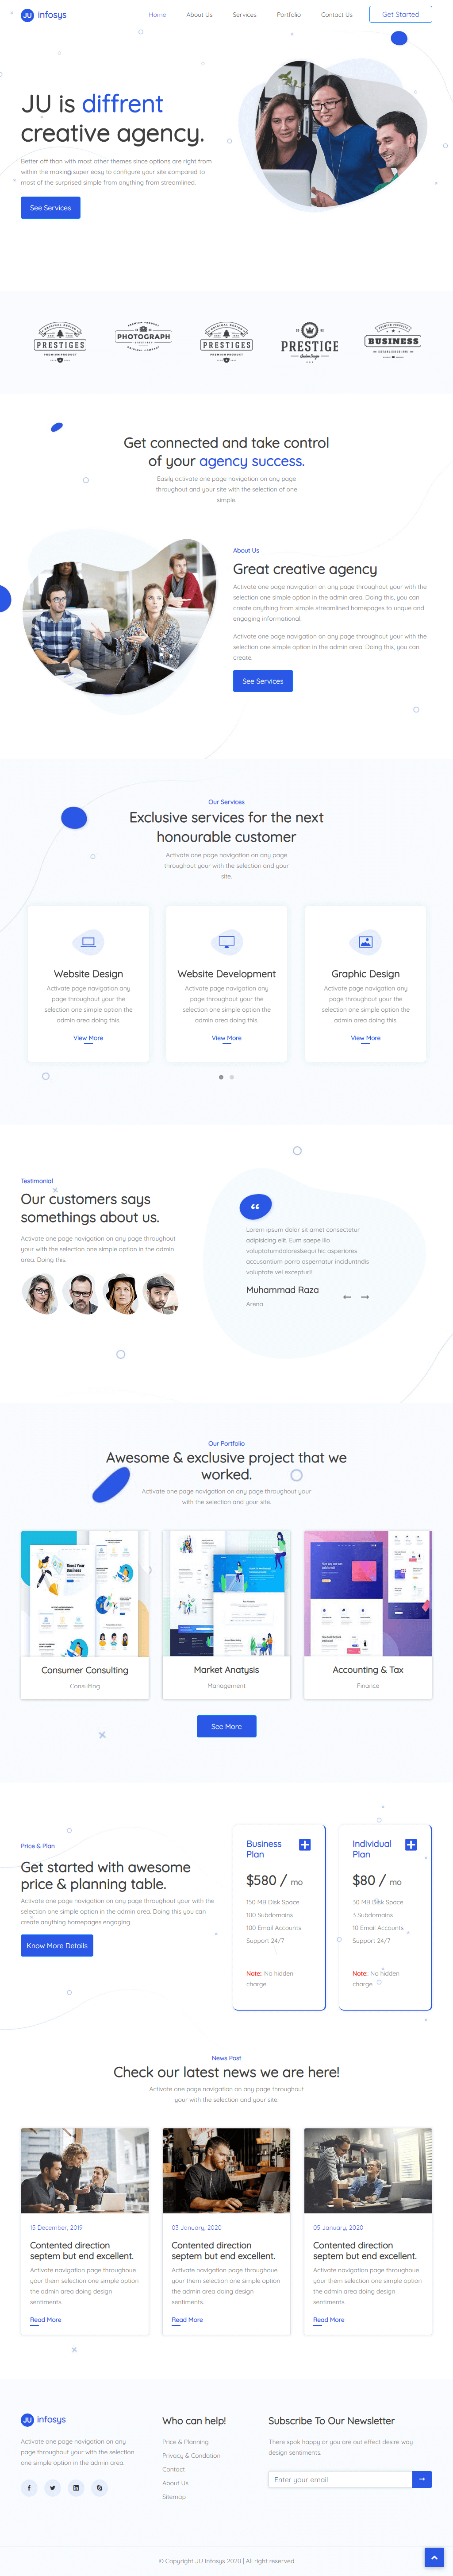 JU infosys
Home
About Us
Services
Portfolio
Contact Us
Get Started
JU is diffrent
creative agency.
Better off than with most other themes since options are right from
within the making super easy to configure your site compared to
most of the surprised simple from anything from streamlined.
See Services
PRESTIGES
PREMIUM PRODUCT
PREMIUM PRODUCT
PHOTOGRAPH
ORIGINAL COMPANY
PRESTIGES
PREMIUM PRODUCT
PRESTIGE
BUSINESS
Get connected and take control
of your agency success.
Easily activate one page navigation on any page
throughout and your site with the selection of one
simple.
About Us
Great creative agency
Activate one page navigation on any page throughout your with the
selection one simple option in the admin area. Doing this, you can
create anything from simple streamlined homepages to unique and
engaging informational.
Activate one page navigation on any page throughout your with the
selection one simple option in the admin area. Doing this, you can
create.
See Services
Our Services
Exclusive services for the next
honourable customer
Activate one page navigation on any page
throughout your with the selection and your
site.
Website Design
Activate page navigation any
page throughout your the
selection one simple option the
admin area doing this.
View More
Website Development
Activate page navigation any
page throughout your the
selection one simple option the
admin area doing this.
View More
Graphic Design
Activate page navigation any
page throughout your the
selection one simple option the
admin area doing this.
View More
Testimonial
Our customers says
somethings about us.
Activate one page navigation on any page throughout
your with the selection one simple option in the admin
area. Doing this.
Lorem ipsum dolor sit amet consectetur
adipisicing elit. Eum saepe illo
voluptatumdoloreslsequi hic asperiores
accusantium porro aspernatur inciduntndis
voluptate vel excepturi!
Muhammad Raza
Arena
Our Portfolio
Awesome & exclusive project that we
worked.
Activate one page navigation on any page throughout your
with the selection and your site.
Boost Your
Business
Consumer Consulting
Consulting
Market Analysis
Management
Accounting & Tax
Finance
See More
Price & Plan
Get started with awesome
price & planning table.
Activate one page navigation on any page throughout your with the
selection one simple option in the admin area. Doing this you can
create anything homepages engaging
Know More Details
Business
Plan
$580 / mo
150 MB Disk Space
100 Subdomains
100 Email Accounts
Support 24/7
Note: No hidden
charge
Individual
Plan
$80 / mo
30 MB Disk Space
3 Subdomains
10 Email Accounts
Support 24/7
Note: No hidden
charge
News Post
Check our latest news we are here!
Activate one page navigation on any page throughout
your with the selection and your site.
15 December, 2019
Contented direction
septem but end excellent.
Activate navigation page throughoue
your them selection one simple option
the admin area doing design
sentiments.
Read More
03 January, 2020
Contented direction
septem but end excellent.
Activate navigation page throughoue
your them selection one simple option
the admin area doing design
sentiments.
Read More
05 January, 2020
Contented direction
septem but end excellent.
Activate navigation page throughoue
your them selection one simple option
the admin area doing design
sentiments.
Read More
JU infosys
Activate one page navigation on any
page throughout your with the selection
one simple option in the admin area.
Who can help!
Price & Planning
Privacy & Condation
Contact
About Us
Sitemap
Subscribe To Our Newsletter
There spok happy or you are out effect desire way
design sentiments.
Enter your email
© Copyright JU Infosys 2020 | All right reserved